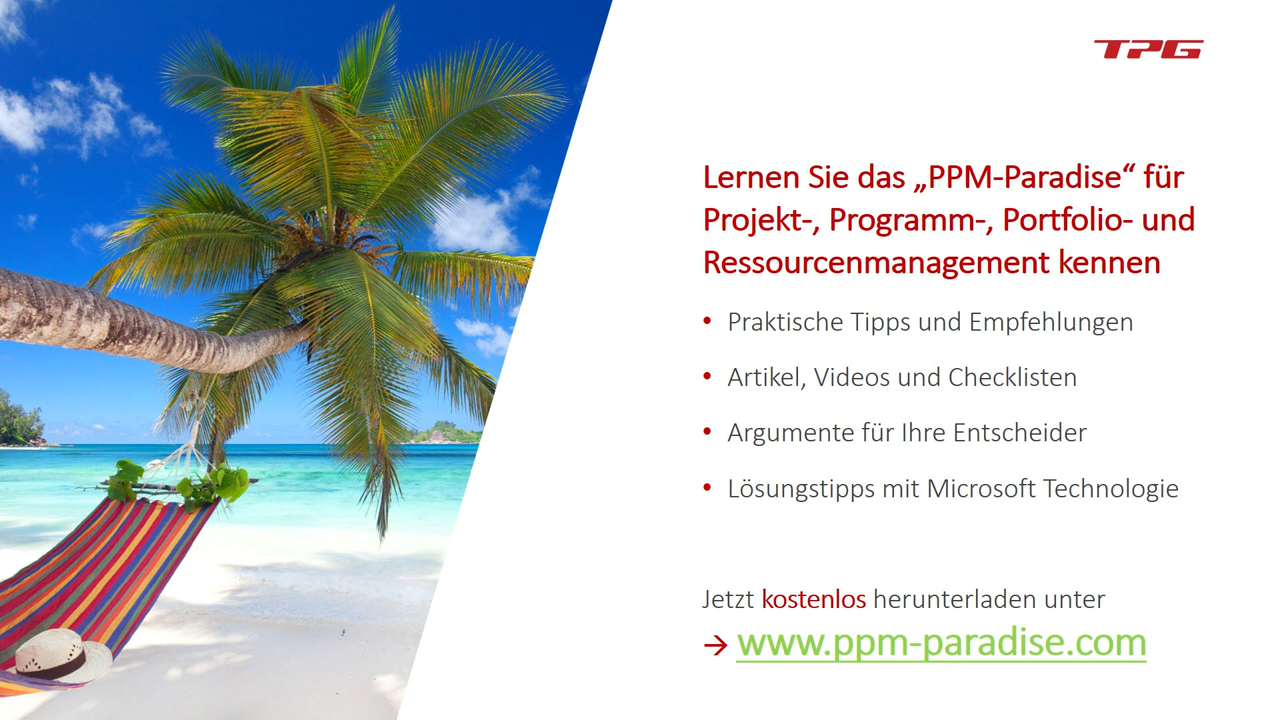 TPG
Lernen Sie das „PPM-Paradise“ für
Projekt-, Programm-, Portfolio- und
Ressourcenmanagement kennen
• Praktische Tipps und Empfehlungen
• Artikel, Videos und Checklisten
• Argumente für Ihre Entscheider
• Lösungstipps mit Microsoft Technologie
Jetzt kostenlos herunterladen unter
→ www.ppm-paradise.com